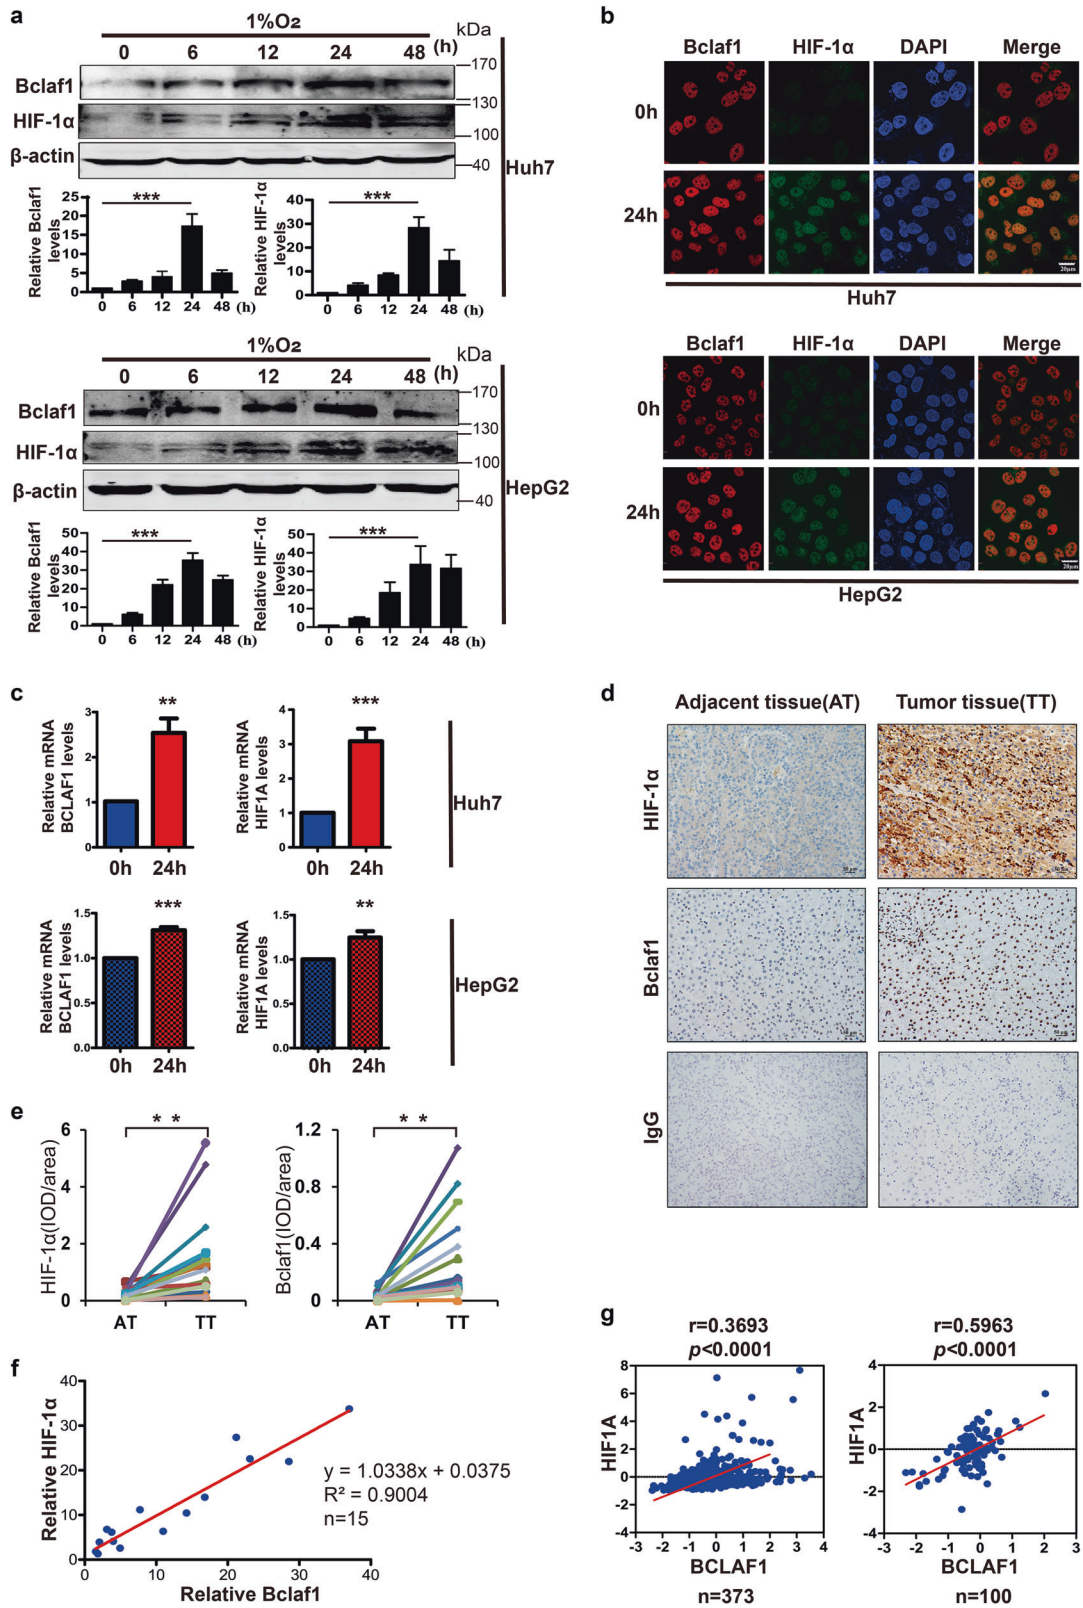 a
1%O₂
kDa
0 6 12 24 48 (h)
170
Bclaf1
130
HIF-1α
100
β-actin
40
Huh7
Relative Bclaf1 levels
25
20
15
10
5
0
***
0 6 12 24 48 (h)
Relative HIF-1α levels
40
30
20
10
0
***
0 6 12 24 48 (h)
1%O₂
kDa
0 6 12 24 48 (h)
170
Bclaf1
130
HIF-1α
100
β-actin
40
HepG2
Relative Bclaf1 levels
50
40
30
20
10
0
***
0 6 12 24 48 (h)
Relative HIF-1α levels
50
40
30
20
10
0
***
0 6 12 24 48 (h)
b
Bclaf1 HIF-1α DAPI Merge
0h
24h
20μm
Huh7
Bclaf1 HIF-1α DAPI Merge
0h
24h
20μm
HepG2
c
Relative mRNA BCLAF1 levels
3
2
1
0
**
0h 24h
Relative mRNA HIF1A levels
4
3
2
1
0
***
0h 24h
Huh7
Relative mRNA BCLAF1 levels
1.5
1.0
0.5
0.0
***
0h 24h
Relative mRNA HIF1A levels
1.5
1.0
0.5
0.0
**
0h 24h
HepG2
d
Adjacent tissue(AT) Tumor tissue(TT)
HIF-1α
50 μm
Bclaf1
IgG
e
HIF-1α(IOD/area)
6
4
2
0
* *
AT TT
Bclaf1(IOD/area)
1.2
0.8
0.4
0
* *
AT TT
f
Relative HIF-1α
40
30
20
10
0
y = 1.0338x + 0.0375
R² = 0.9004
n=15
0 10 20 30 40
Relative Bclaf1
g
r=0.3693
p<0.0001
HIF1A
8
6
4
2
0
-2
-4
-3 -2 -1 0 1 2 3 4
BCLAF1
n=373
r=0.5963
p<0.0001
HIF1A
4
2
0
-2
-4
-3 -2 -1 0 1 2 3
BCLAF1
n=100